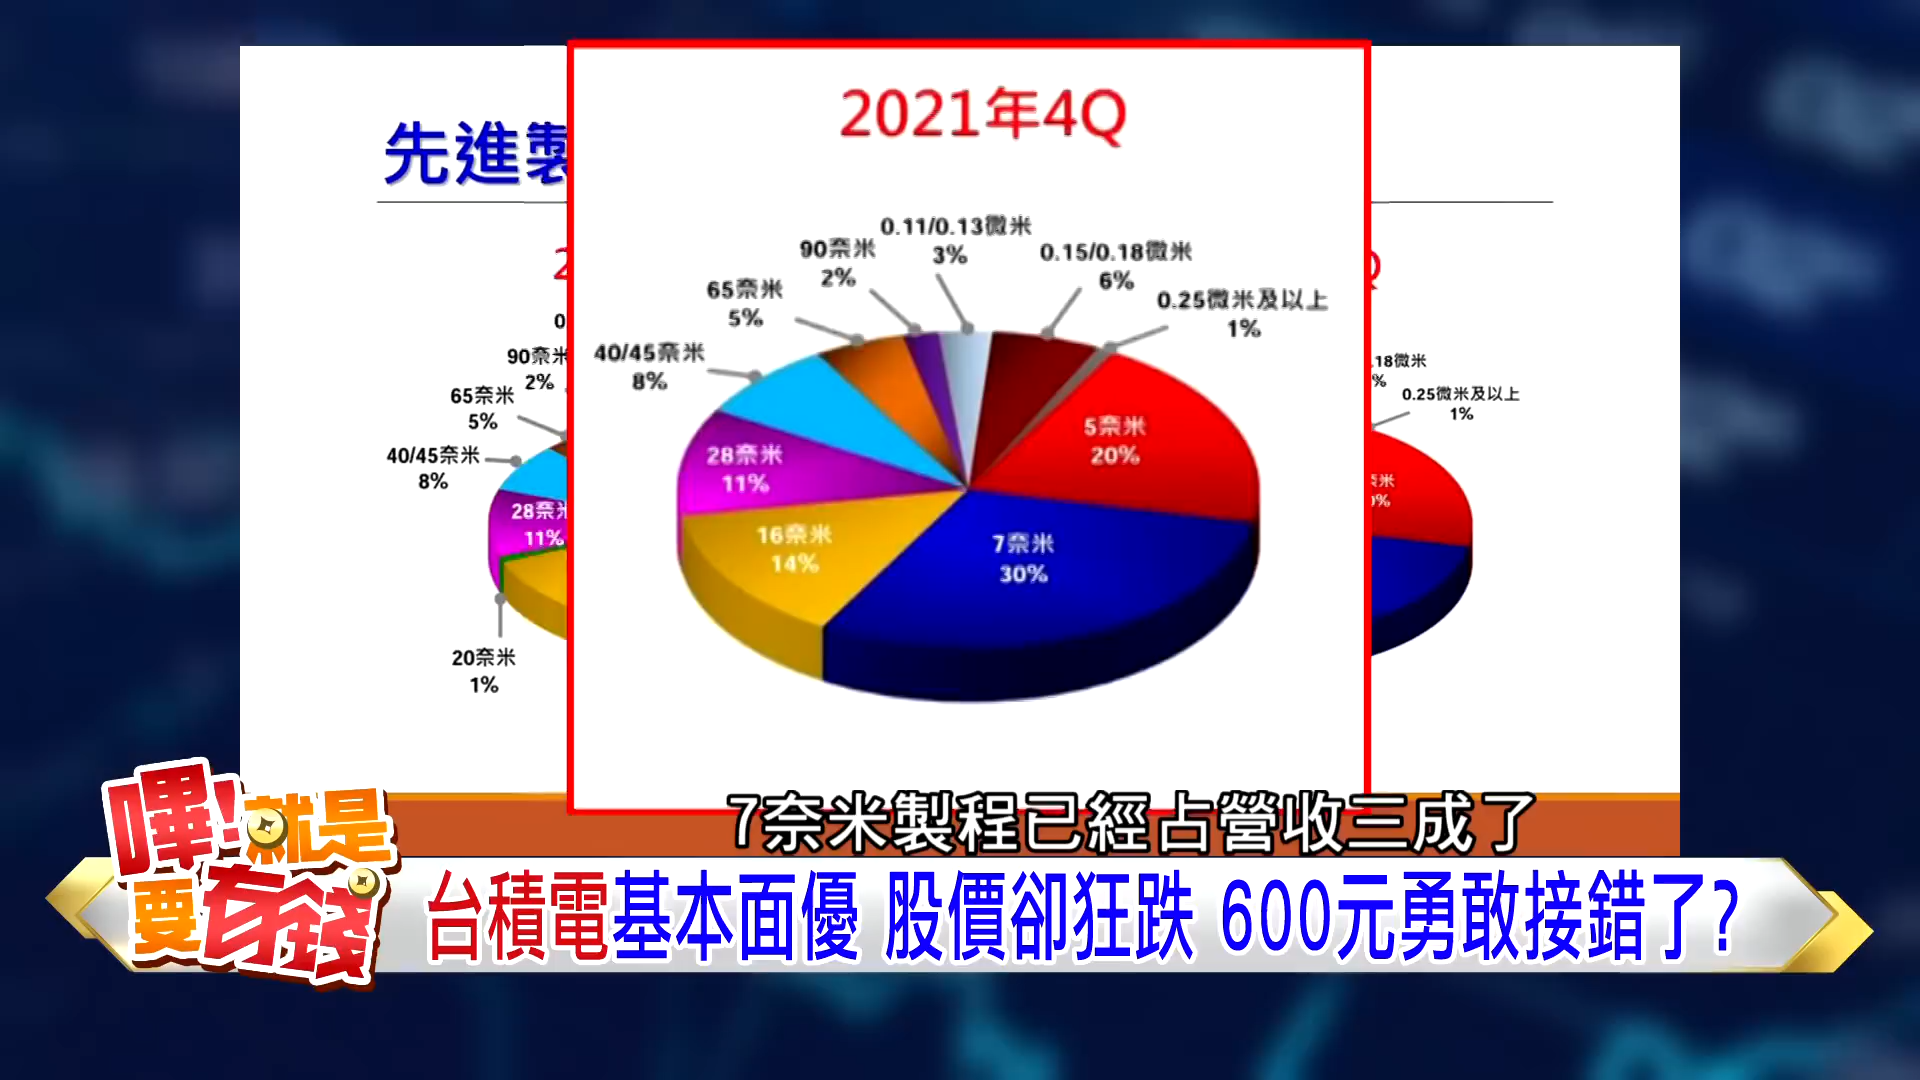 先進製
2021年4Q
0.11/0.13微米
3%
90奈米
2%
0.15/0.18微米
6%
65奈米
5%
0.25微米及以上
1%
40/45奈米
8%
5奈米
20%
28奈米
11%
7奈米
30%
16奈米
14%
90奈米
2%
65奈米
5%
40/45奈米
8%
28奈米
11%
20奈米
1%
.18微米
%
0.25微米及以上
1%
7奈米製程已經占營收三成了
嗶!就是
要有錢
台積電基本面優 股價卻狂跌 600元勇敢接錯了?